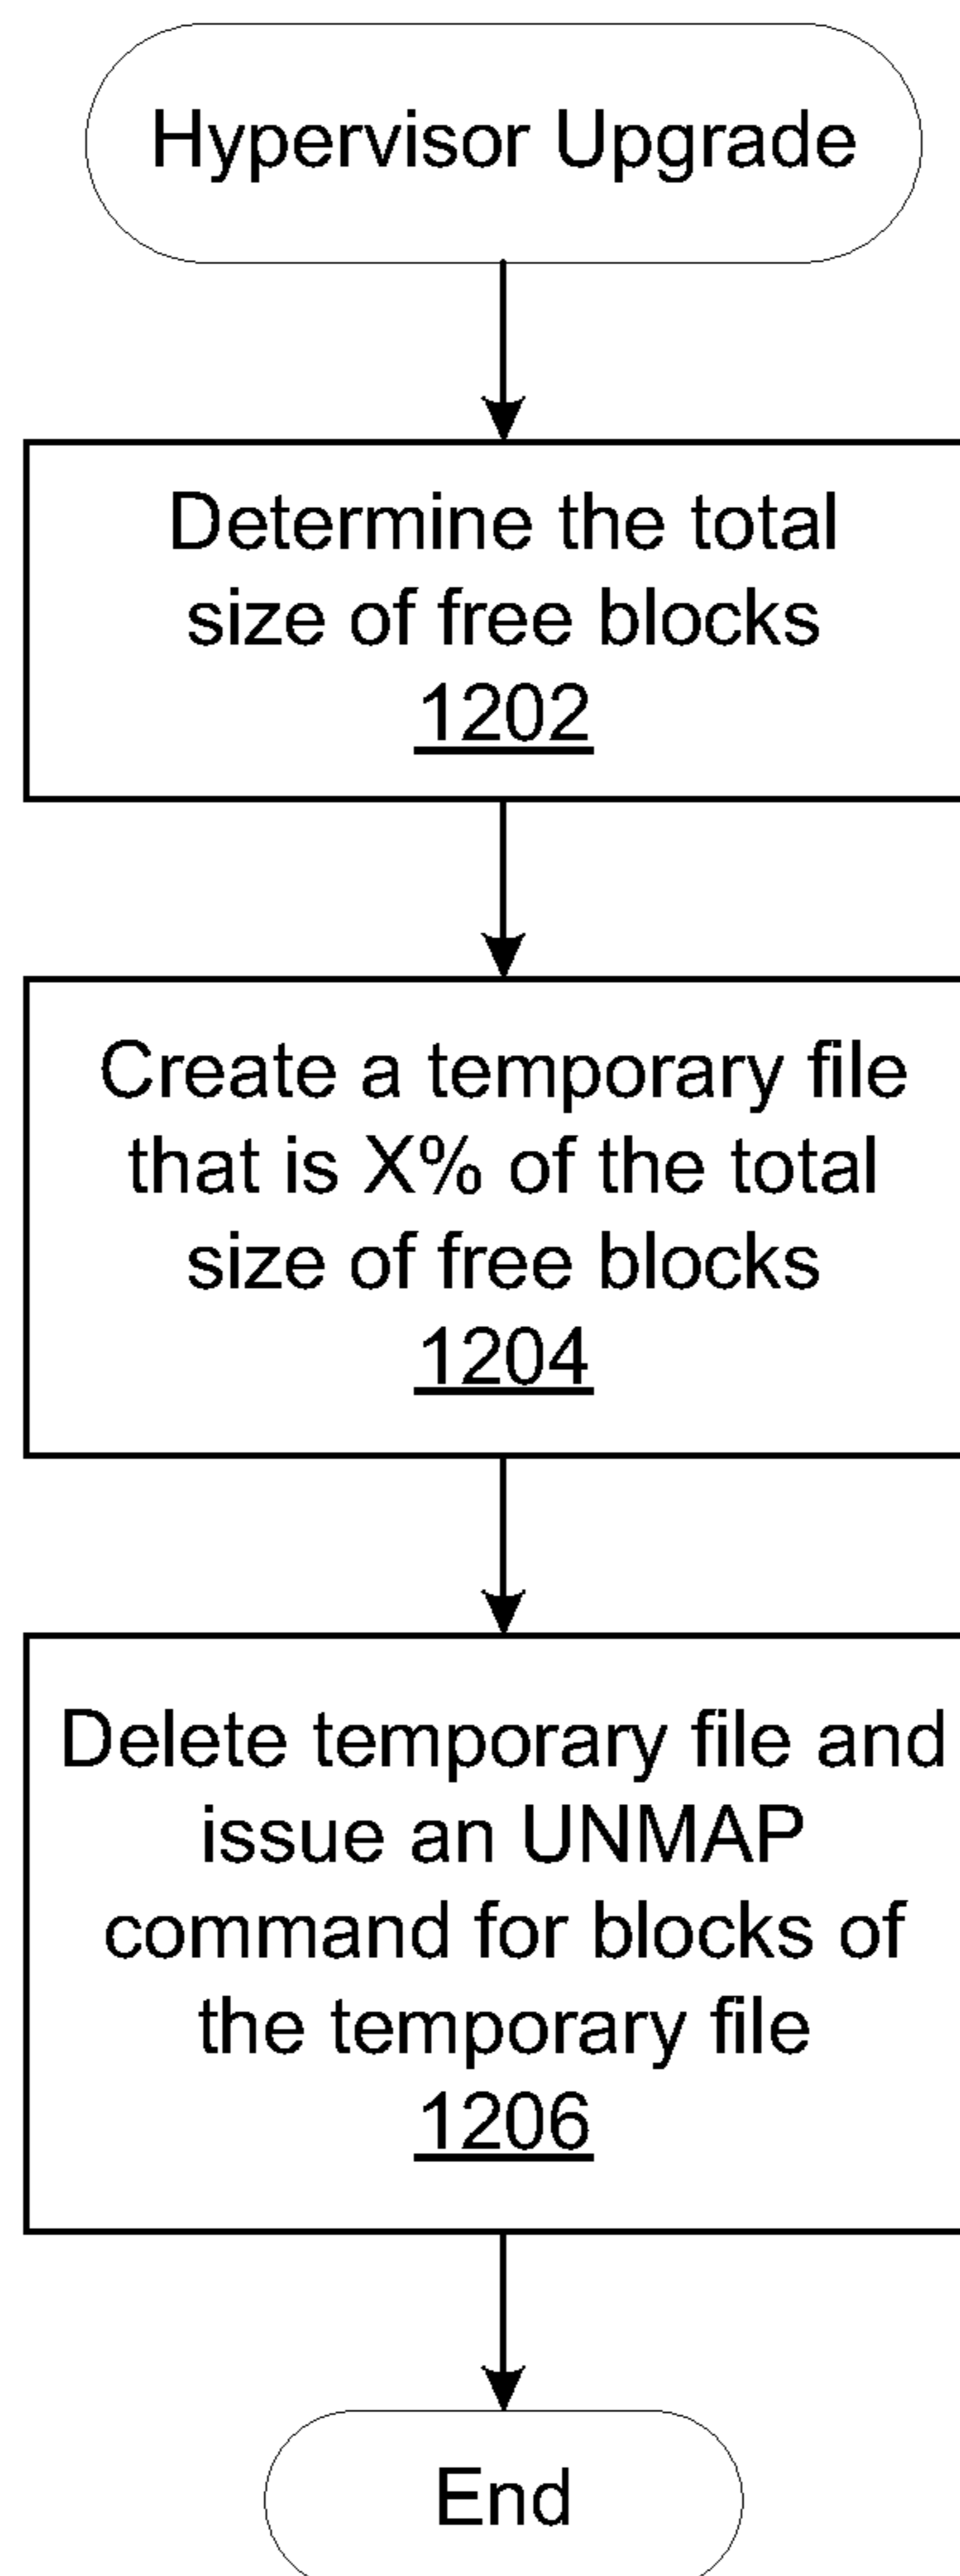 Hypervisor Upgrade
Determine the total
size of free blocks
1202
Create a temporary file
that is X% of the total
size of free blocks
1204
Delete temporary file and
issue an UNMAP
command for blocks of
the temporary file
1206
End